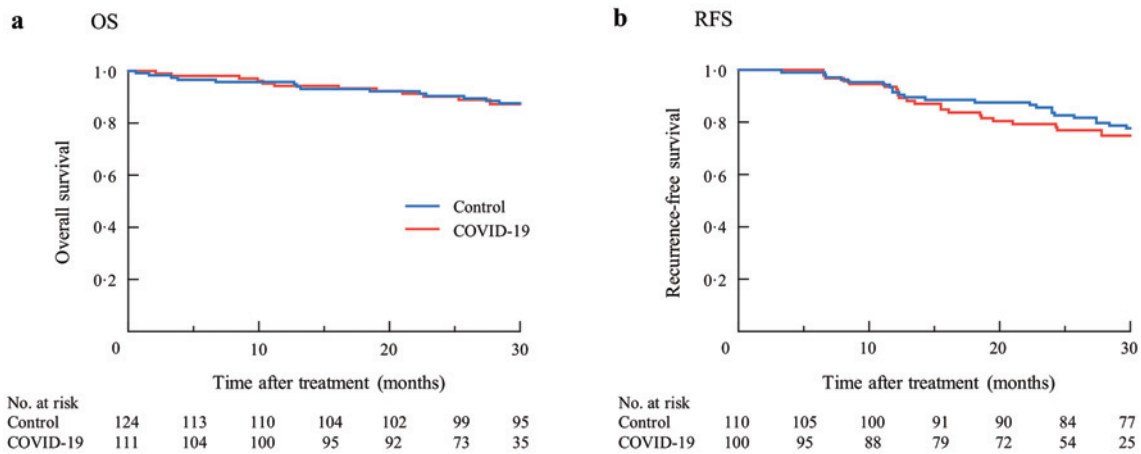 a OS
1·0
0·8
0·6
0·4
0·2
Overall survival
Control
COVID-19
0 10 20 30
Time after treatment (months)
No. at risk
Control 124 113 110 104 102 99 95
COVID-19 111 104 100 95 92 73 35
b RFS
1·0
0·8
0·6
0·4
0·2
Recurrence-free survival
0 10 20 30
Time after treatment (months)
No. at risk
Control 110 105 100 91 90 84 77
COVID-19 100 95 88 79 72 54 25